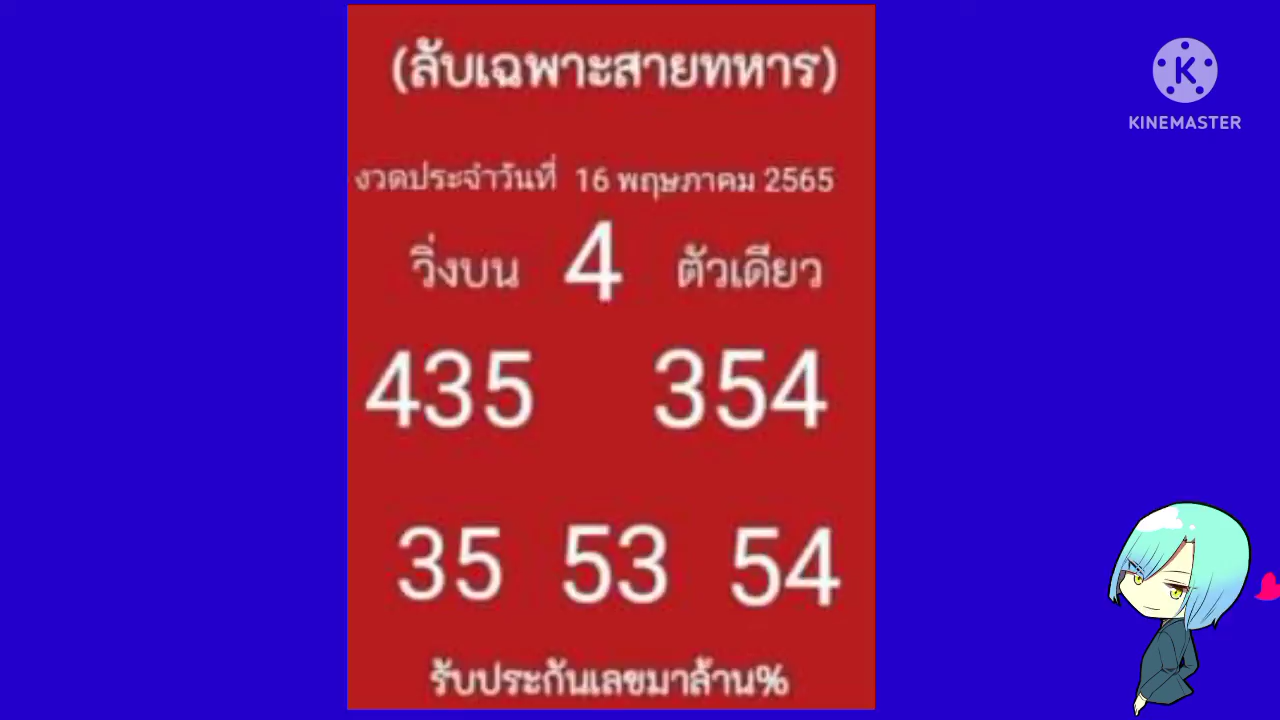 (ลับเฉพาะสายทหาร)
K
KINEMASTER
งวดประจำวันที่ 16 พฤษภาคม 2565
วิ่งบน 4 ตัวเดียว
435 354
35 53 54
รับประกันเลขมาล้าน%